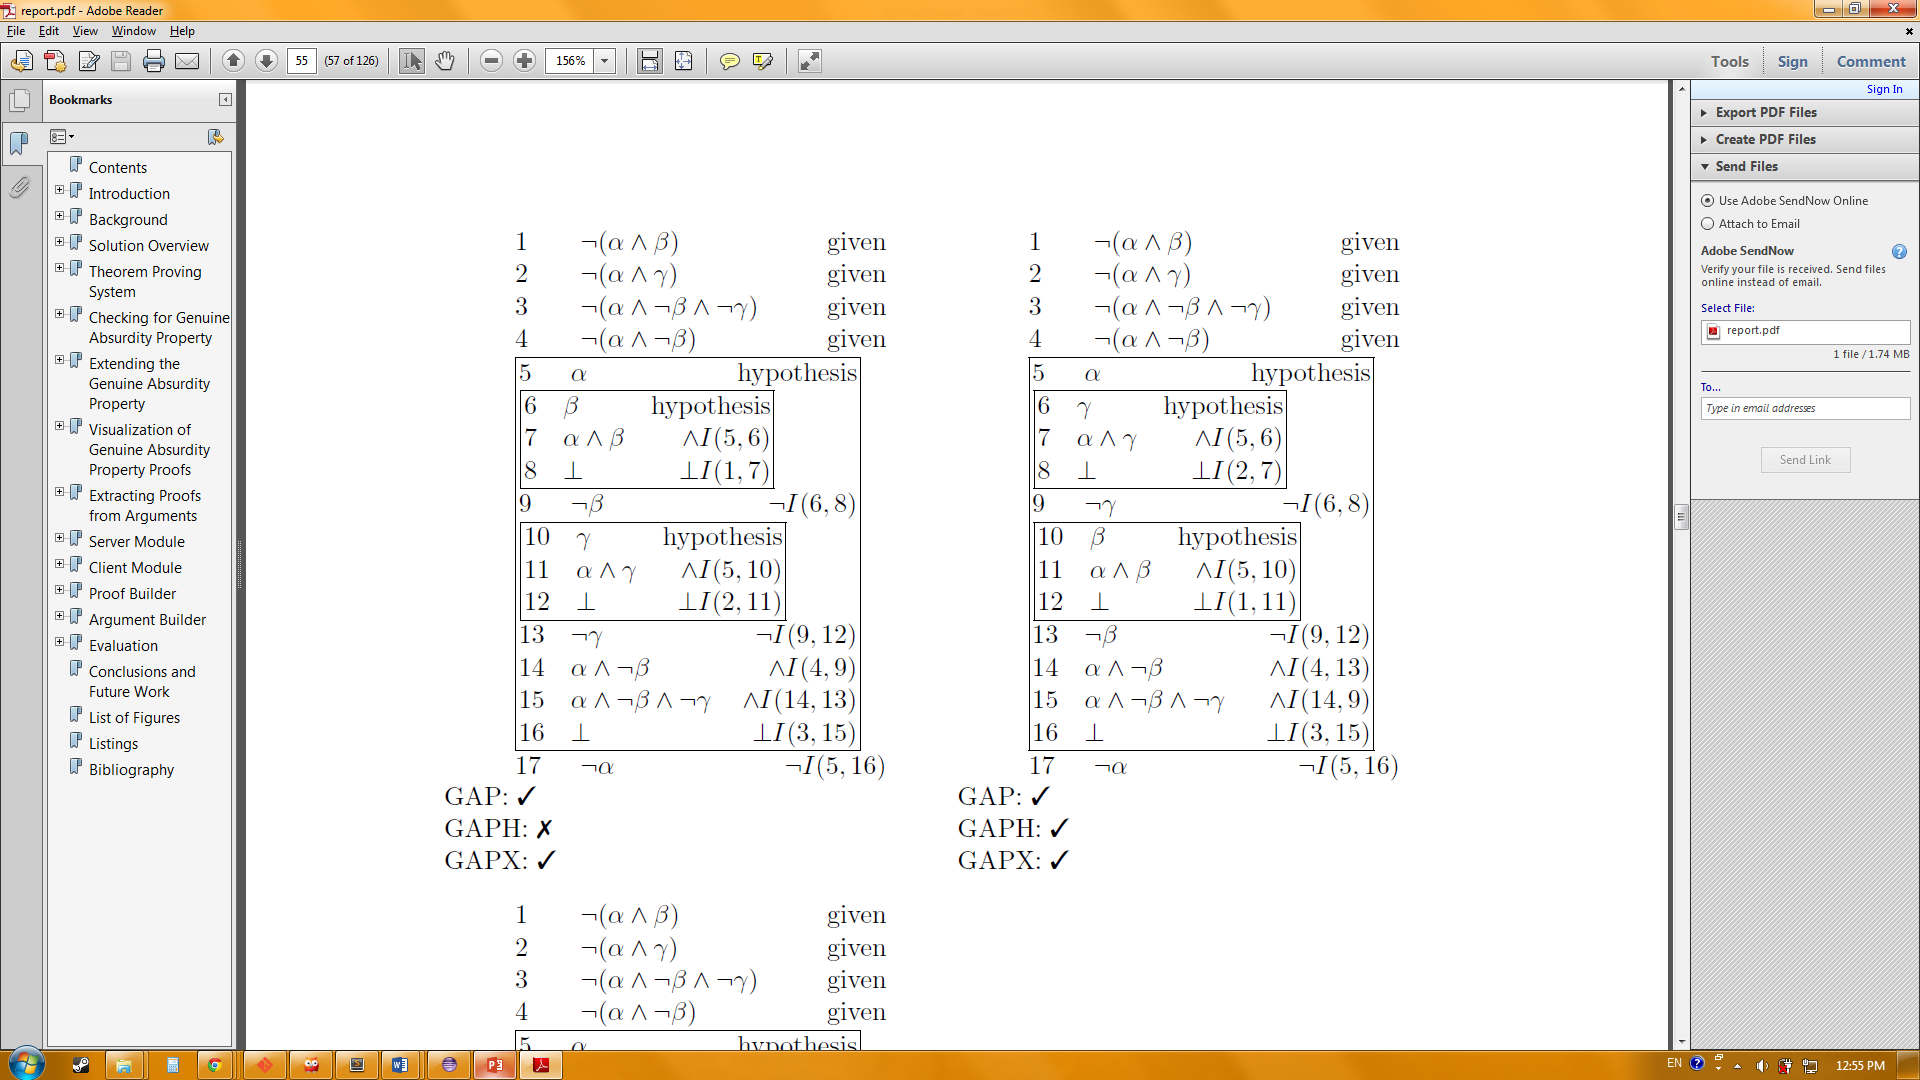 report.pdf - Adobe Reader
File Edit View Window Help
55 (57 of 126) 156% Tools Sign Comment
Bookmarks
Contents
Introduction
Background
Solution Overview
Theorem Proving
System
Checking for Genuine
Absurdity Property
Extending the
Genuine Absurdity
Property
Visualization of
Genuine Absurdity
Property Proofs
Extracting Proofs
from Arguments
Server Module
Client Module
Proof Builder
Argument Builder
Evaluation
Conclusions and
Future Work
List of Figures
Listings
Bibliography
1 ¬(α ∧ β) given
2 ¬(α ∧ γ) given
3 ¬(α ∧ ¬β ∧ ¬γ) given
4 ¬(α ∧ ¬β) given
5 α hypothesis
6 β hypothesis
7 α ∧ β ∧I(5, 6)
8 ⊥ ⊥I(1, 7)
9 ¬β ¬I(6, 8)
10 γ hypothesis
11 α ∧ γ ∧I(5, 10)
12 ⊥ ⊥I(2, 11)
13 ¬γ ¬I(9, 12)
14 α ∧ ¬β ∧I(4, 9)
15 α ∧ ¬β ∧ ¬γ ∧I(14, 13)
16 ⊥ ⊥I(3, 15)
17 ¬α ¬I(5, 16)
GAP: ✓
GAPH: ✗
GAPX: ✓
1 ¬(α ∧ β) given
2 ¬(α ∧ γ) given
3 ¬(α ∧ ¬β ∧ ¬γ) given
4 ¬(α ∧ ¬β) given
5 α hypothesis
6 γ hypothesis
7 α ∧ γ ∧I(5, 6)
8 ⊥ ⊥I(2, 7)
9 ¬γ ¬I(6, 8)
10 β hypothesis
11 α ∧ β ∧I(5, 10)
12 ⊥ ⊥I(1, 11)
13 ¬β ¬I(9, 12)
14 α ∧ ¬β ∧I(4, 13)
15 α ∧ ¬β ∧ ¬γ ∧I(14, 9)
16 ⊥ ⊥I(3, 15)
17 ¬α ¬I(5, 16)
GAP: ✓
GAPH: ✓
GAPX: ✓
1 ¬(α ∧ β) given
2 ¬(α ∧ γ) given
3 ¬(α ∧ ¬β ∧ ¬γ) given
4 ¬(α ∧ ¬β) given
5 α hypothesis
Sign In
Export PDF Files
Create PDF Files
Send Files
Use Adobe SendNow Online
Attach to Email
Adobe SendNow
Verify your file is received. Send files
online instead of email.
Select File:
report.pdf
1 file / 1.74 MB
To...
Type in email addresses
Send Link
EN 12:55 PM